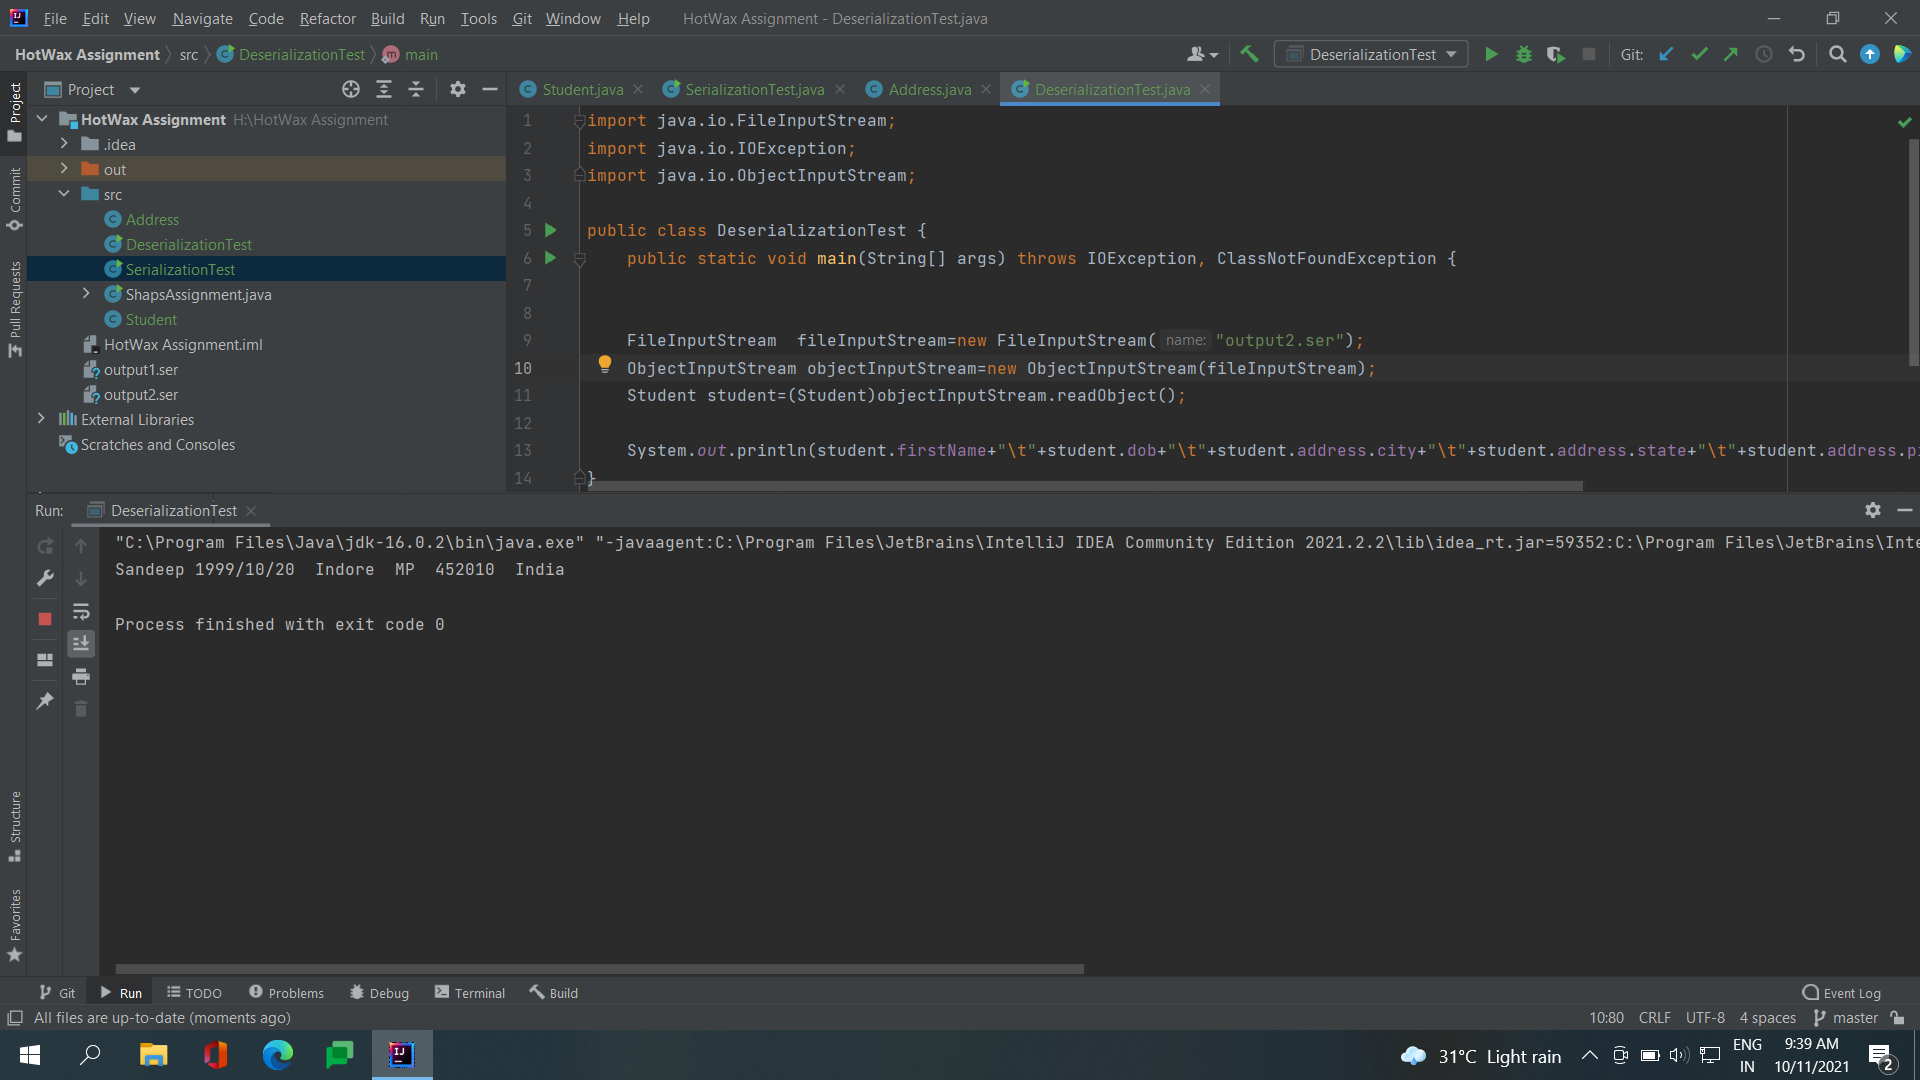 File Edit View Navigate Code Refactor Build Run Tools Git Window Help HotWax Assignment - DeserializationTest.java
HotWax Assignment src DeserializationTest main DeserializationTest Git:
Project Student.java SerializationTest.java Address.java DeserializationTest.java
HotWax Assignment H:\HotWax Assignment
.idea
out
src
Address
DeserializationTest
SerializationTest
ShapsAssignment.java
Student
HotWax Assignment.iml
output1.ser
output2.ser
External Libraries
Scratches and Consoles
Project
Commit
Pull Requests
Structure
Favorites
1 import java.io.FileInputStream;
2 import java.io.IOException;
3 import java.io.ObjectInputStream;
4
5 public class DeserializationTest {
6 public static void main(String[] args) throws IOException, ClassNotFoundException {
7
8
9 FileInputStream fileInputStream=new FileInputStream( name: "output2.ser");
10 ObjectInputStream objectInputStream=new ObjectInputStream(fileInputStream);
11 Student student=(Student)objectInputStream.readObject();
12
13 System.out.println(student.firstName+"\t"+student.dob+"\t"+student.address.city+"\t"+student.address.state+"\t"+student.address.p
14 }
Run: DeserializationTest
"C:\Program Files\Java\jdk-16.0.2\bin\java.exe" "-javaagent:C:\Program Files\JetBrains\IntelliJ IDEA Community Edition 2021.2.2\lib\idea_rt.jar=59352:C:\Program Files\JetBrains\Inte
Sandeep 1999/10/20 Indore MP 452010 India
Process finished with exit code 0
Git Run TODO Problems Debug Terminal Build Event Log
All files are up-to-date (moments ago) 10:80 CRLF UTF-8 4 spaces master
31°C Light rain ENG IN 9:39 AM 10/11/2021 2